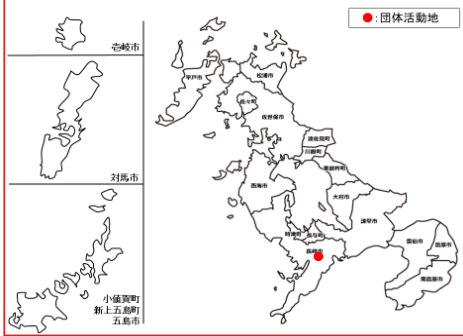 ●:団体活動地
壱岐市
対馬市
小値賀町
新上五島町
五島市
平戸市
松浦市
佐々町
佐世保市
波佐見町
川棚町
東彼杵町
西海市
大村市
諫早市
時津町
長与町
長崎市
雲仙市
島原市
南島原市